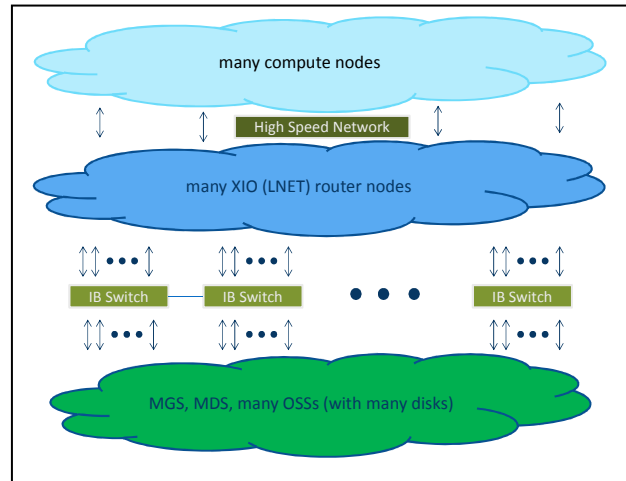 many compute nodes
High Speed Network
many XIO (LNET) router nodes
IB Switch
IB Switch
IB Switch
MGS, MDS, many OSSs (with many disks)